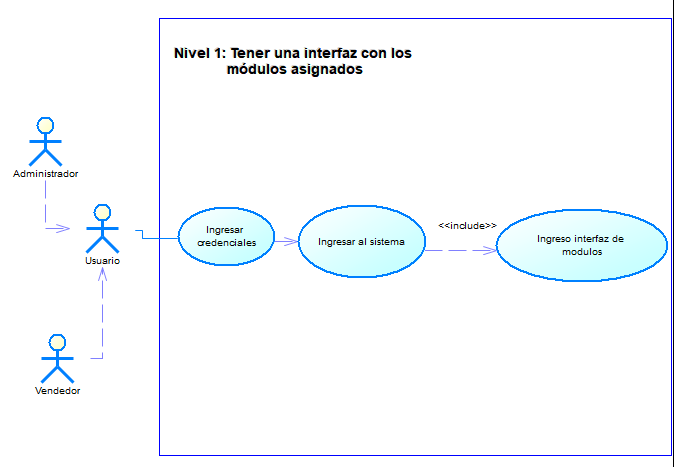 Nivel 1: Tener una interfaz con los
módulos asignados
Administrador
Usuario
Vendedor
Ingresar
credenciales
Ingresar al sistema
<<include>>
Ingreso interfaz de
modulos